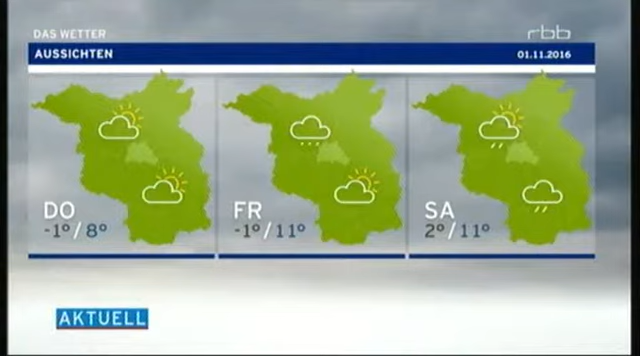 DAS WETTER
rbb
AUSSICHTEN
01.11.2016
DO
-1°/8°
FR
-1°/11°
SA
2°/11°
AKTUELL